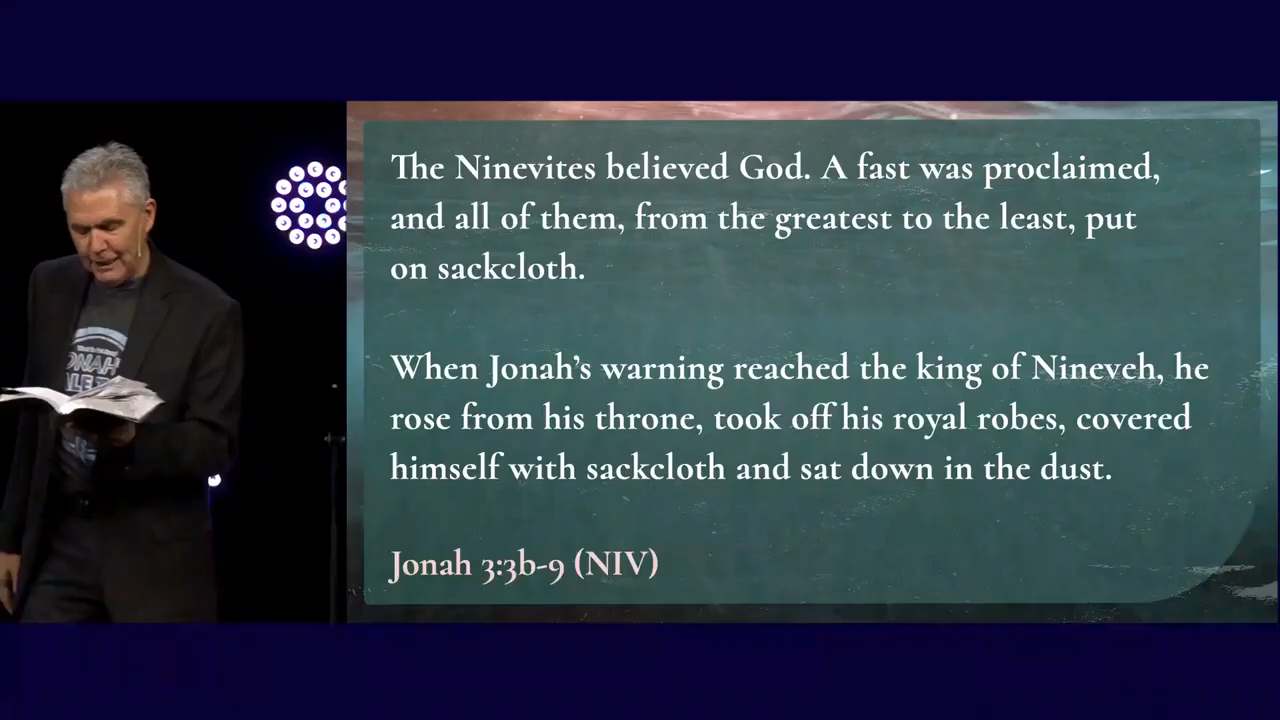 The Ninevites believed God. A fast was proclaimed,
and all of them, from the greatest to the least, put
on sackcloth.
When Jonah’s warning reached the king of Nineveh, he
rose from his throne, took off his royal robes, covered
himself with sackcloth and sat down in the dust.
Jonah 3:3b-9 (NIV)